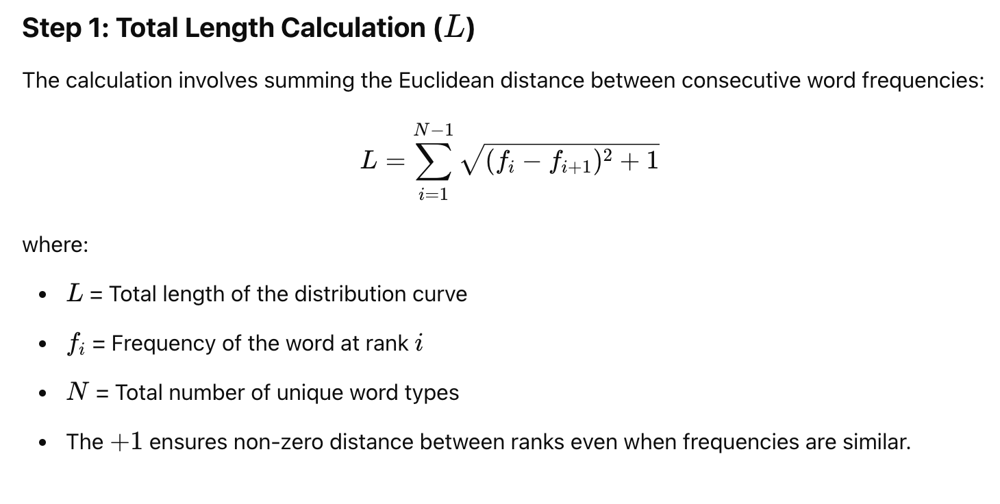 Step 1: Total Length Calculation (L)
The calculation involves summing the Euclidean distance between consecutive word frequencies:
L = \sum_{i=1}^{N-1} \sqrt{(f_i - f_{i+1})^2 + 1}
where:
• L = Total length of the distribution curve
• f_i = Frequency of the word at rank i
• N = Total number of unique word types
• The +1 ensures non-zero distance between ranks even when frequencies are similar.